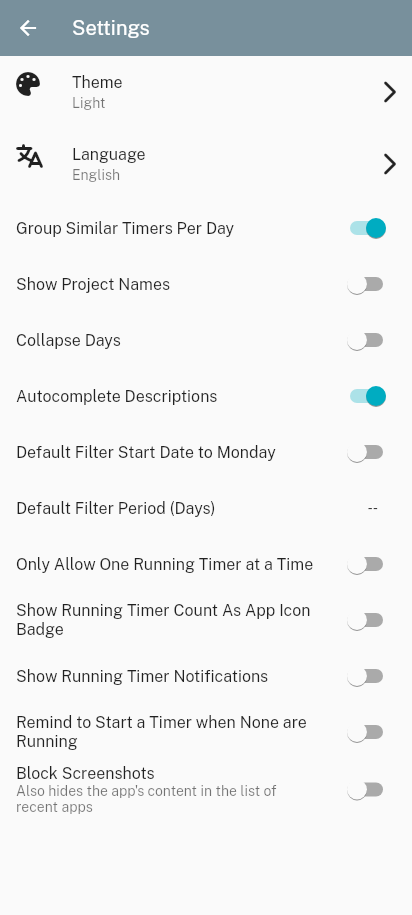 Settings
Theme
Light
Language
English
Group Similar Timers Per Day
Show Project Names
Collapse Days
Autocomplete Descriptions
Default Filter Start Date to Monday
Default Filter Period (Days) --
Only Allow One Running Timer at a Time
Show Running Timer Count As App Icon
Badge
Show Running Timer Notifications
Remind to Start a Timer when None are
Running
Block Screenshots
Also hides the app's content in the list of
recent apps